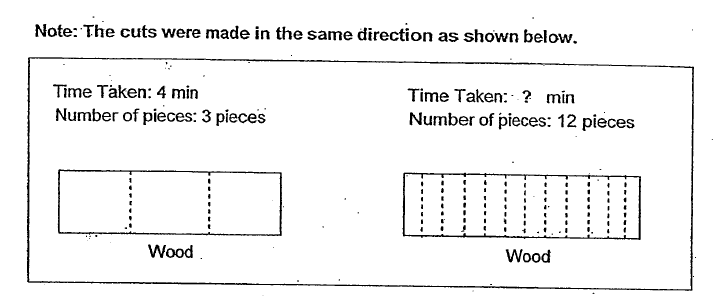 Note: The cuts were made in the same direction as shown below.
Time Taken: 4 min
Number of pieces: 3 pieces
Time Taken: ? min
Number of pieces: 12 pieces
Wood
Wood